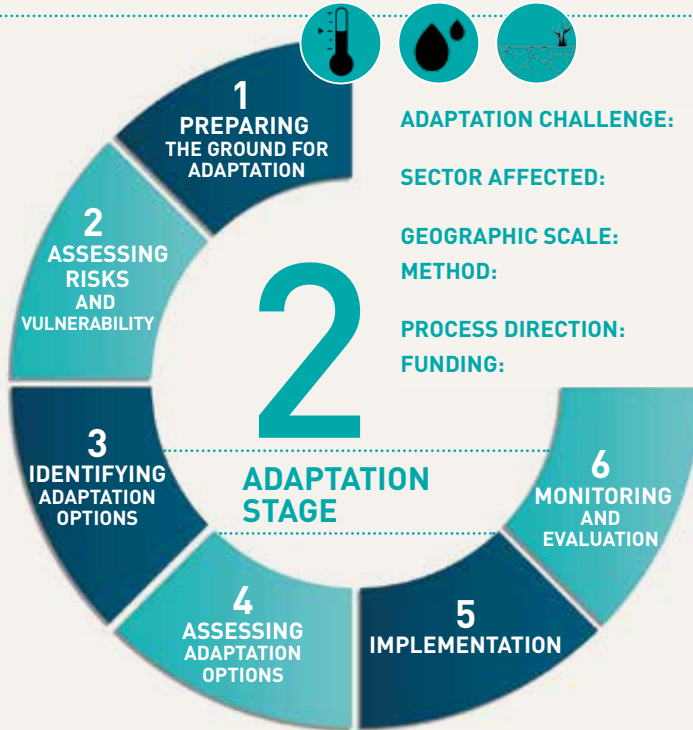 1
PREPARING
THE GROUND FOR
ADAPTATION
2
ASSESSING
RISKS
AND
VULNERABILITY
3
IDENTIFYING
ADAPTATION
OPTIONS
4
ASSESSING
ADAPTATION
OPTIONS
5
IMPLEMENTATION
6
MONITORING
AND
EVALUATION
2
ADAPTATION
STAGE
ADAPTATION CHALLENGE:
SECTOR AFFECTED:
GEOGRAPHIC SCALE:
METHOD:
PROCESS DIRECTION:
FUNDING: